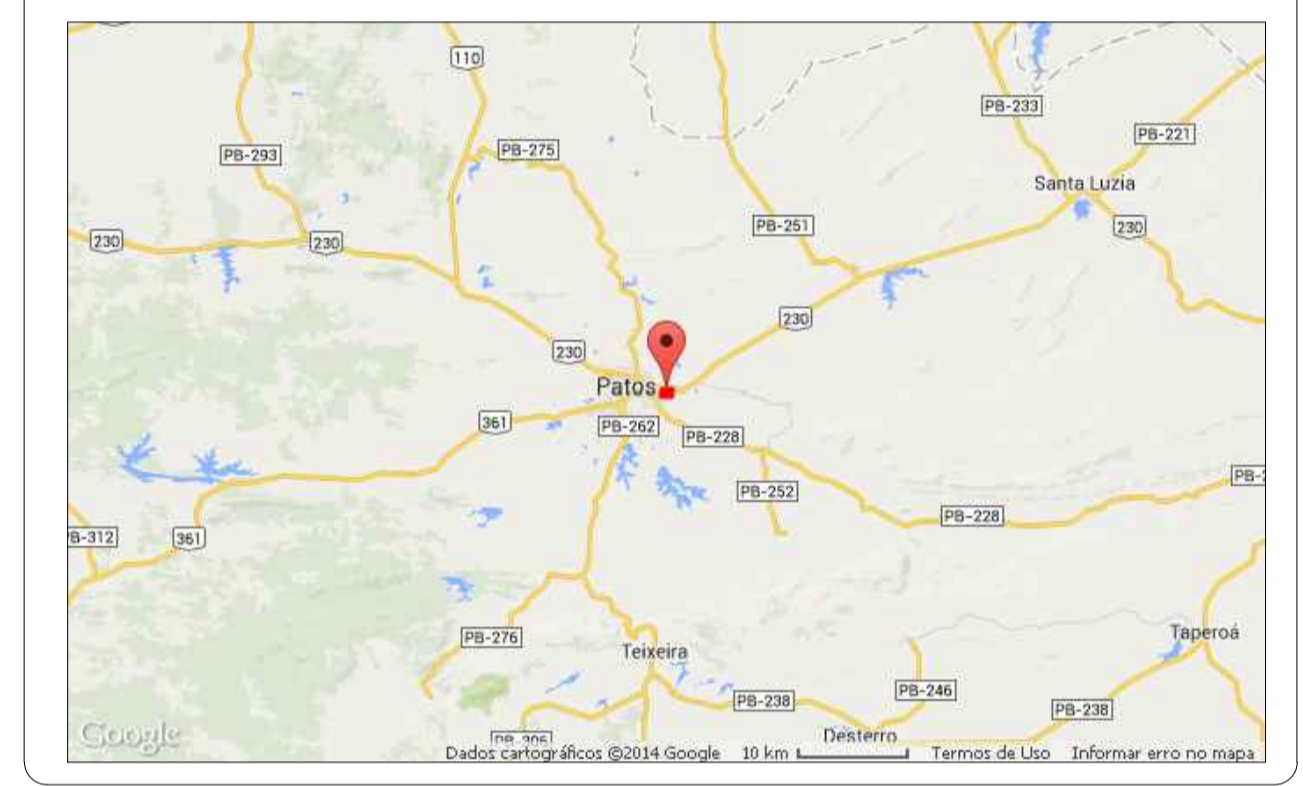 110
PB-233
PB-221
PB-275
PB-293
Santa Luzia
PB-251
230
230
230
230
230
Patos
361
PB-262
PB-228
PB-252
PB-228
PB-312
361
PB-276
Teixeira
Taperoá
PB-246
PB-238
PB-238
Desterro
Google
Dados cartográficos ©2014 Google 10 km Termos de Uso Informar erro no mapa